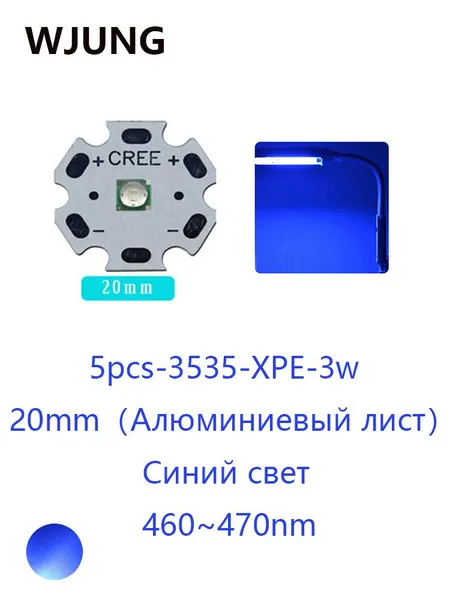 WJUNG
+ CREE +
− −
20mm
5pcs-3535-XPE-3w
20mm（Алюминиевый лист）
Синий свет
460~470nm